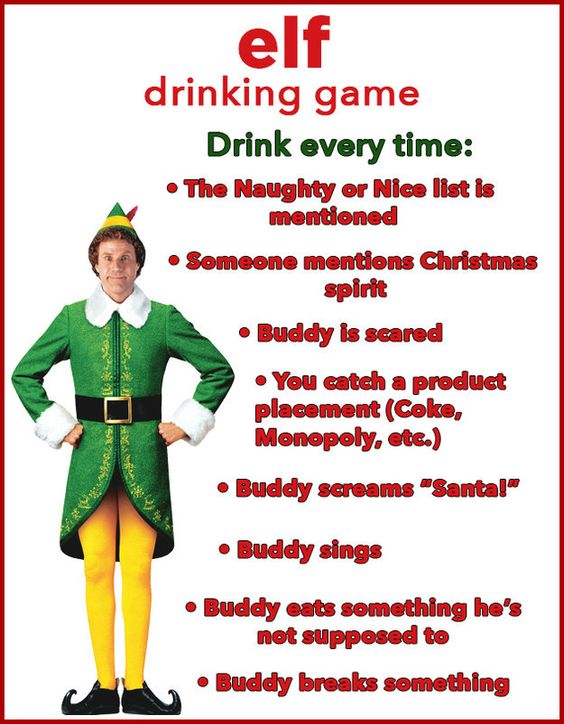 elf
drinking game
Drink every time:
• The Naughty or Nice list is
mentioned
• Someone mentions Christmas
spirit
• Buddy is scared
• You catch a product
placement (Coke,
Monopoly, etc.)
• Buddy screams “Santa!”
• Buddy sings
• Buddy eats something he’s
not supposed to
• Buddy breaks something